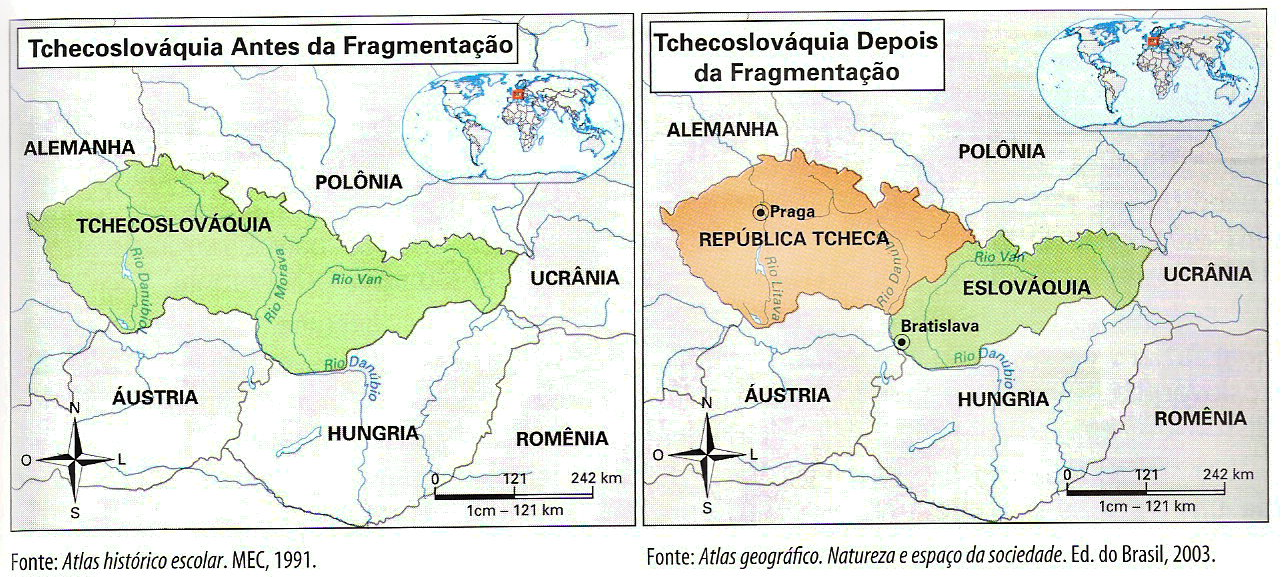 Tchecoslováquia Antes da Fragmentação
ALEMANHA
POLÔNIA
TCHECOSLOVÁQUIA
UCRÂNIA
Rio Danúbio
Rio Morava
Rio Van
Rio Danúbio
ÁUSTRIA
HUNGRIA
ROMÊNIA
N
O
L
S
0 121 242 km
1cm – 121 km
Fonte: Atlas histórico escolar. MEC, 1991.
Tchecoslováquia Depois
da Fragmentação
ALEMANHA
POLÔNIA
Praga
REPÚBLICA TCHECA
UCRÂNIA
Rio Litava
Rio Danú
Rio Van
ESLOVÁQUIA
Bratislava
Rio Danúbio
ÁUSTRIA
HUNGRIA
ROMÊNIA
N
O
L
S
0 121 242 km
1cm – 121 km
Fonte: Atlas geográfico. Natureza e espaço da sociedade. Ed. do Brasil, 2003.